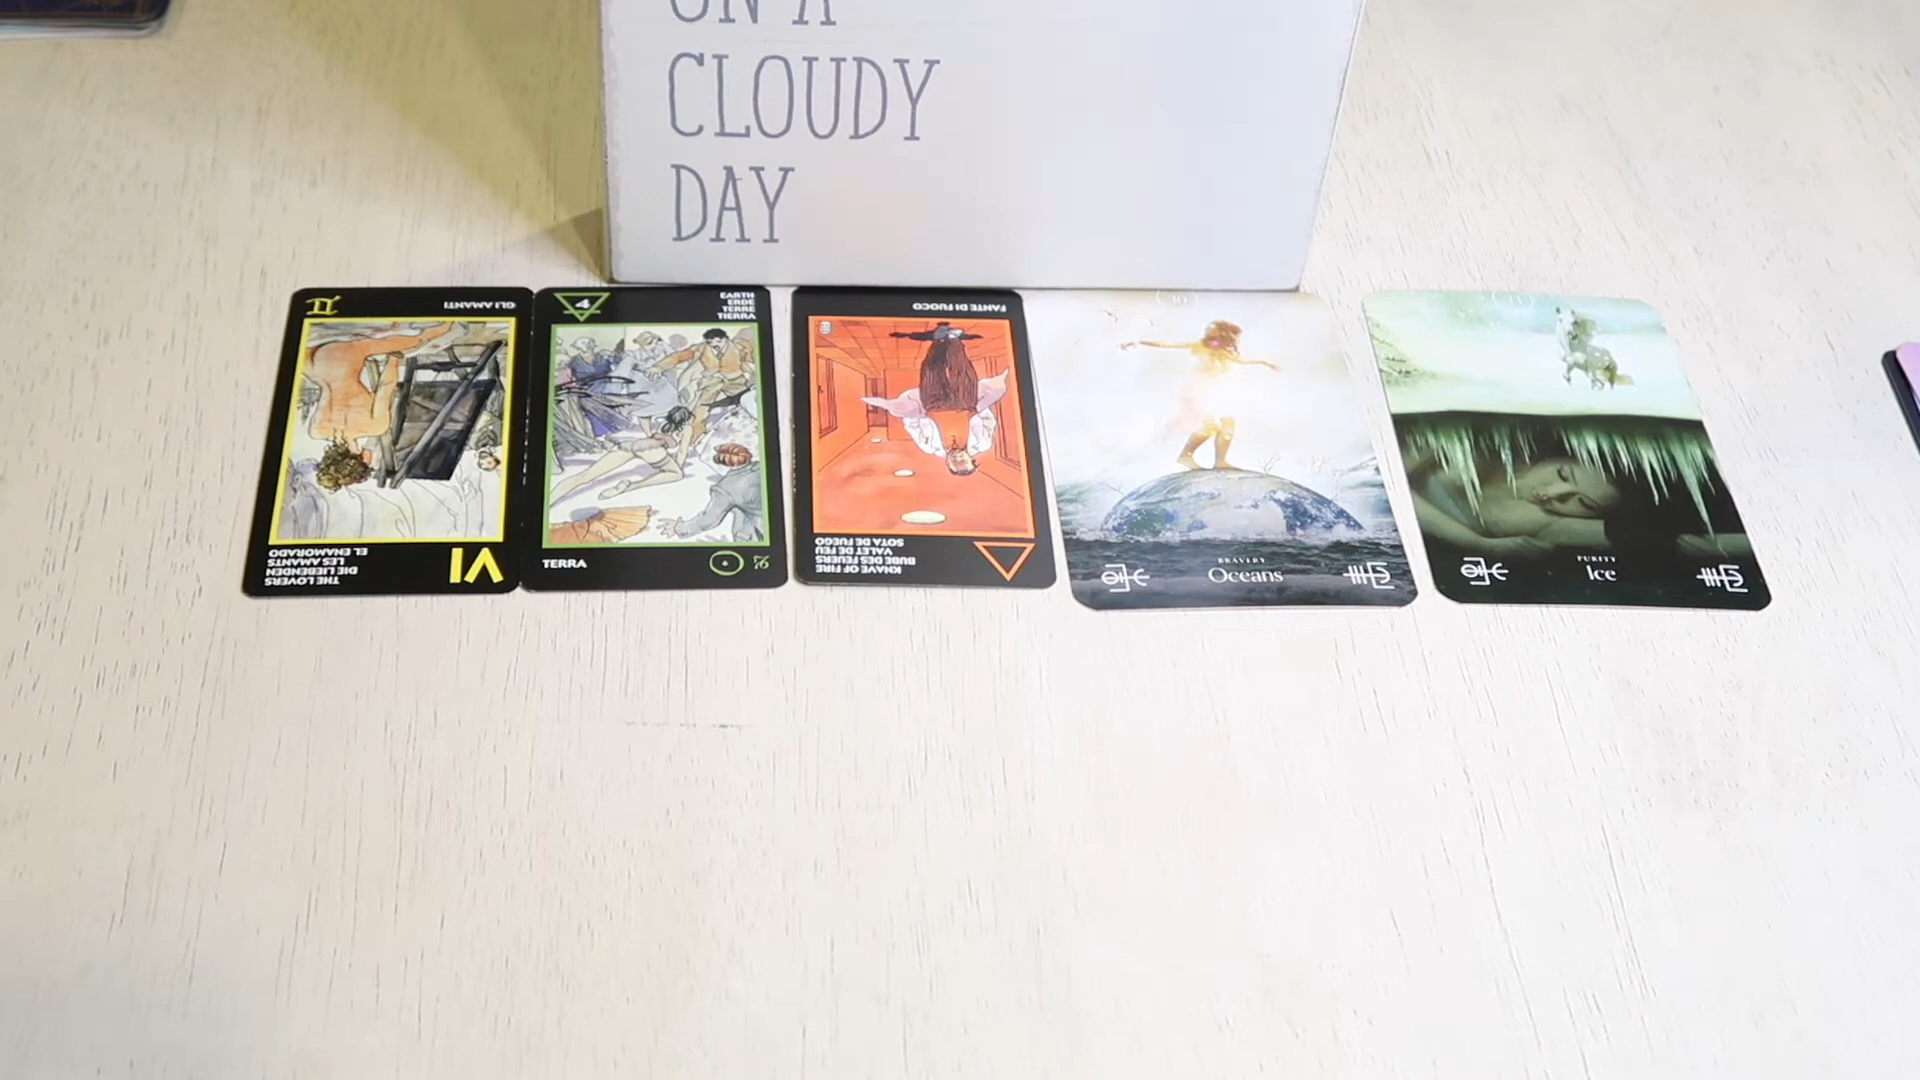 ON A
CLOUDY
DAY
GLI AMANTI
VI
THE LOVERS
DIE LIEBENDEN
LES AMANTS
EL ENAMORADO
4
EARTH
ERDE
TERRE
TIERRA
TERRA
FANTE DI FUOCO
KNAVE OF FIRE
BUBE DES FEUERS
VALET DE FEU
SOTA DE FUEGO
10
BRAVERY
Oceans
PURITY
Ice